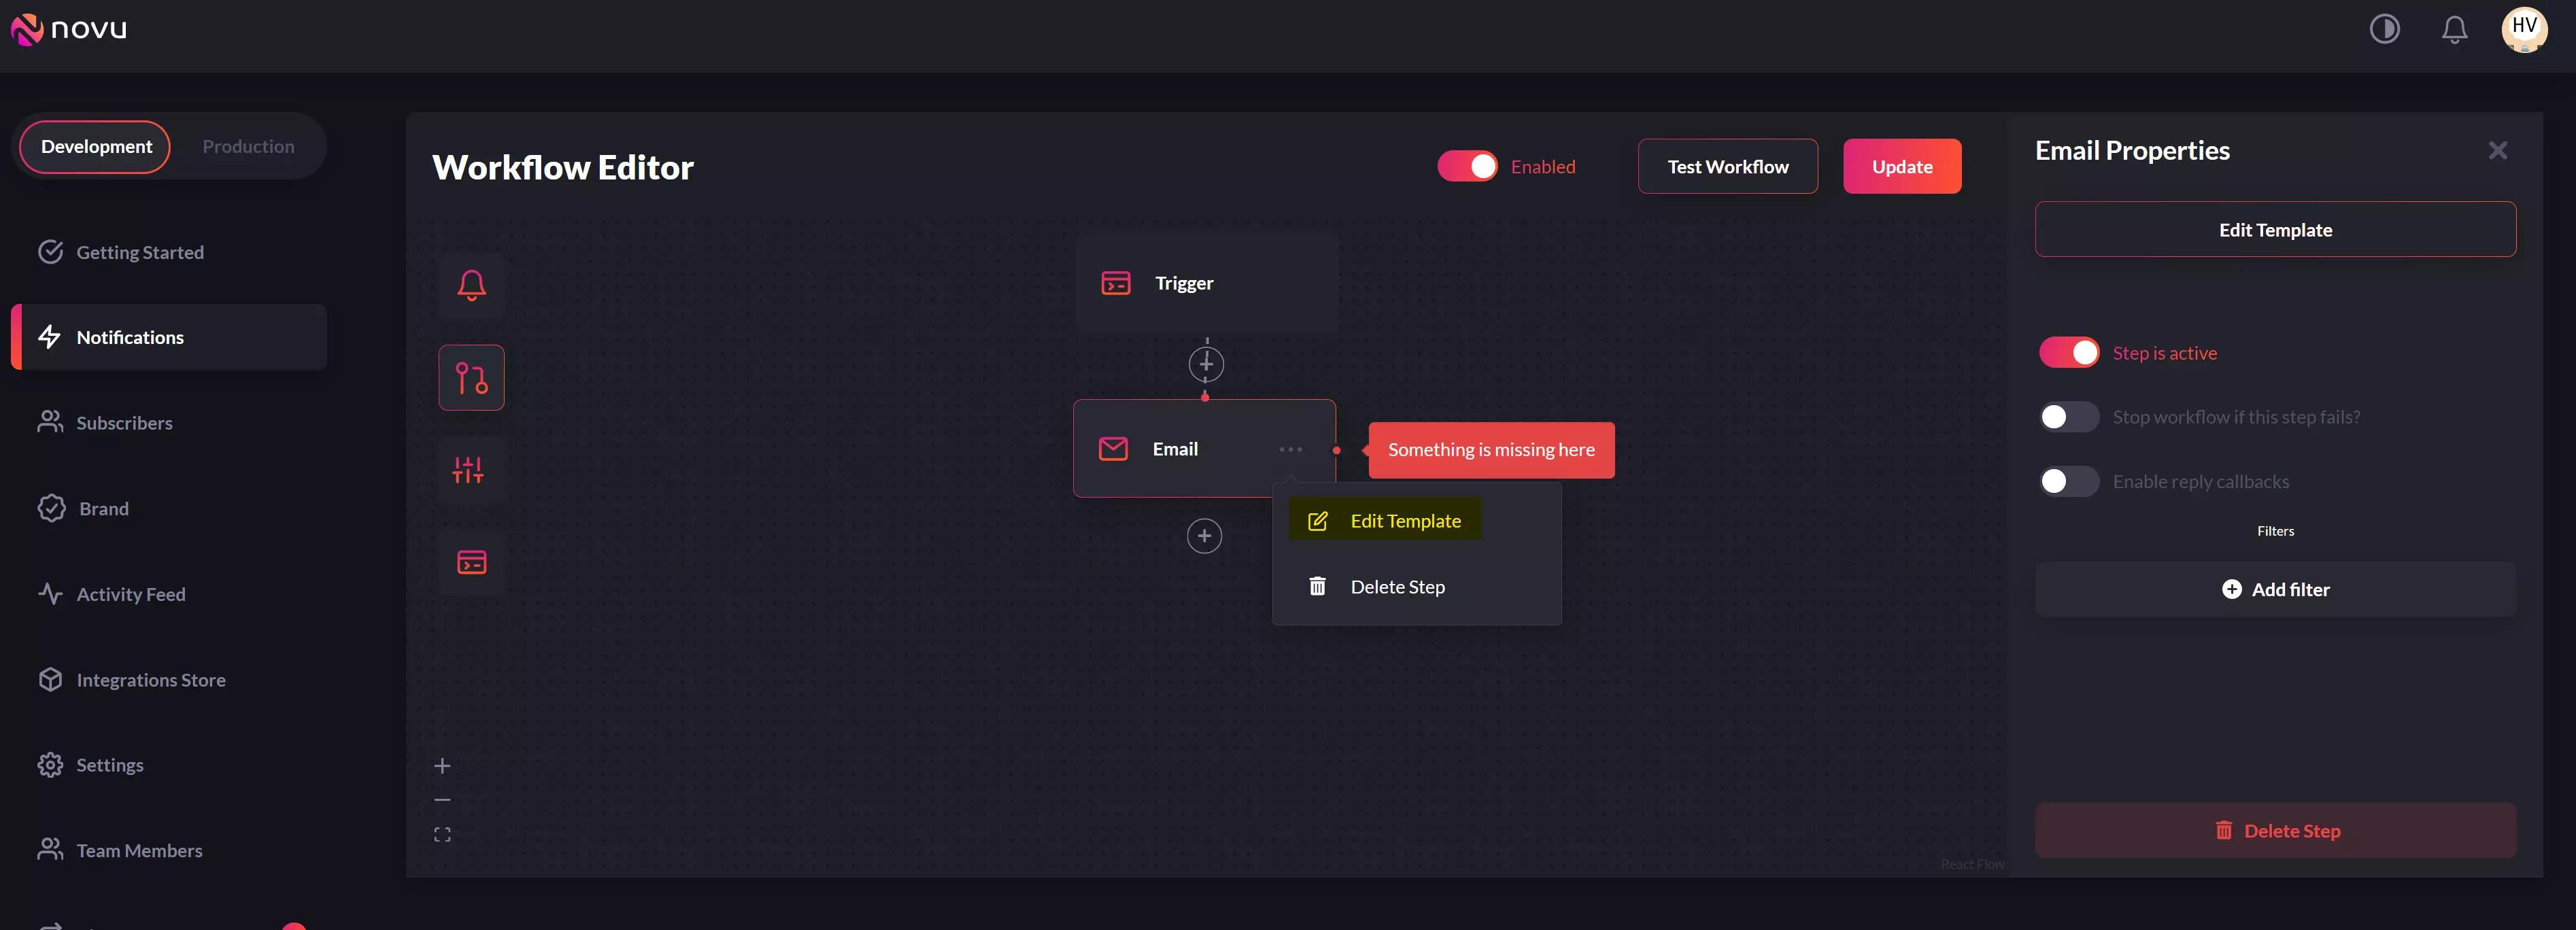 novu
HV
Development
Production
Getting Started
Notifications
Subscribers
Brand
Activity Feed
Integrations Store
Settings
Team Members
Workflow Editor
Enabled
Test Workflow
Update
Trigger
Email
Something is missing here
Edit Template
Delete Step
React Flow
Email Properties
Edit Template
Step is active
Stop workflow if this step fails?
Enable reply callbacks
Filters
Add filter
Delete Step